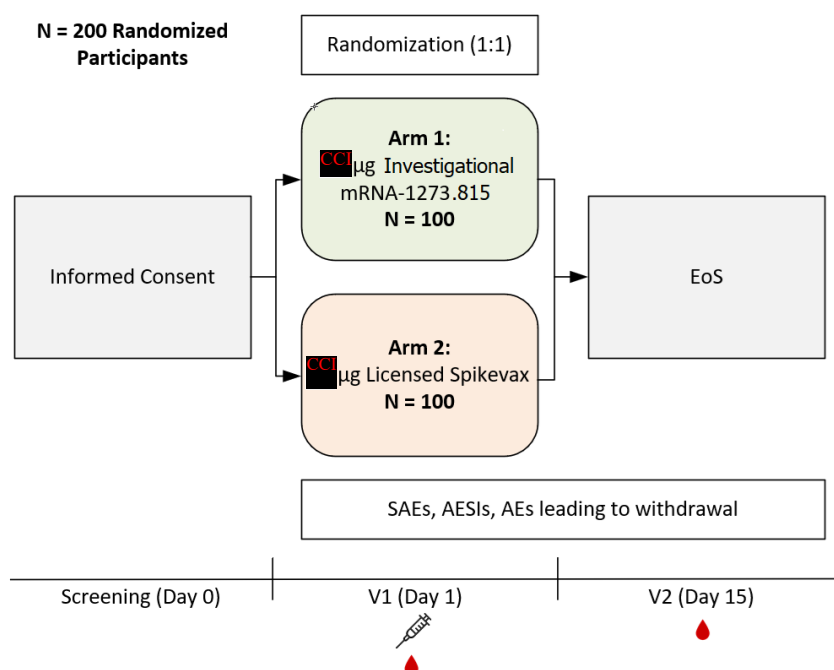 N = 200 Randomized
Participants
Randomization (1:1)
Arm 1:
CCI µg Investigational
mRNA-1273.815
N = 100
Informed Consent
EoS
Arm 2:
CCI µg Licensed Spikevax
N = 100
SAEs, AESIs, AEs leading to withdrawal
Screening (Day 0)
V1 (Day 1)
V2 (Day 15)